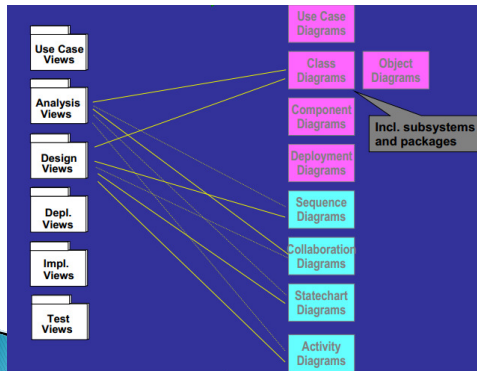 Use Case
Views
Analysis
Views
Design
Views
Depl.
Views
Impl.
Views
Test
Views
Use Case
Diagrams
Class
Diagrams
Object
Diagrams
Component
Diagrams
Incl. subsystems
and packages
Deployment
Diagrams
Sequence
Diagrams
Collaboration
Diagrams
Statechart
Diagrams
Activity
Diagrams